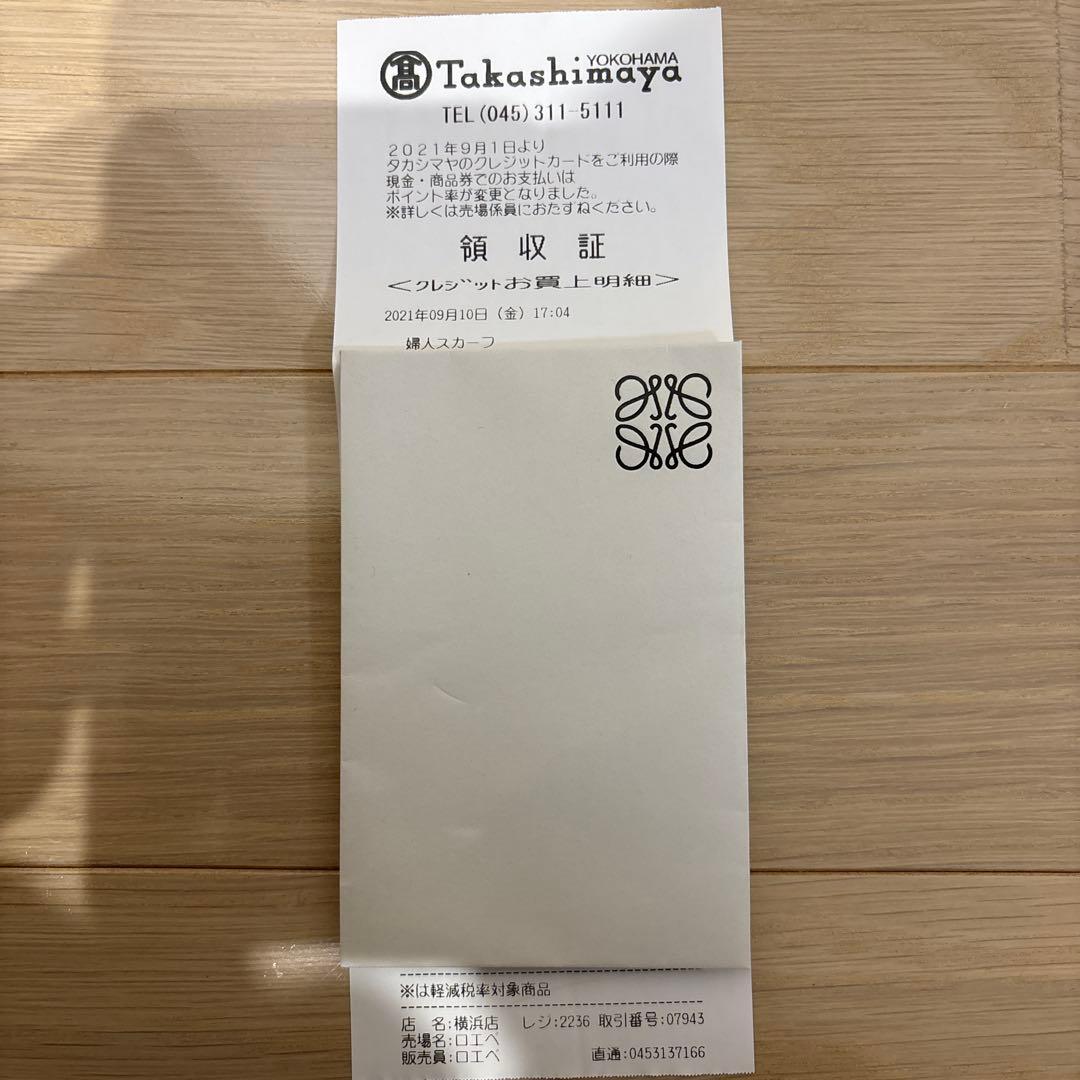 高 Takashimaya YOKOHAMA
TEL(045)311-5111
2021年9月1日より
タカシマヤのクレジットカードをご利用の際
現金・商品券でのお支払いは
ポイント率が変更となりました。
※詳しくは売場係員におたずねください。
領収証
＜クレジットお買上明細＞
2021年09月10日（金）17:04
婦人スカーフ
※は軽減税率対象商品
店　名:横浜店　レジ:2236 取引番号:07943
売場名:ロエベ
販売員:ロエベ　直通:0453137166